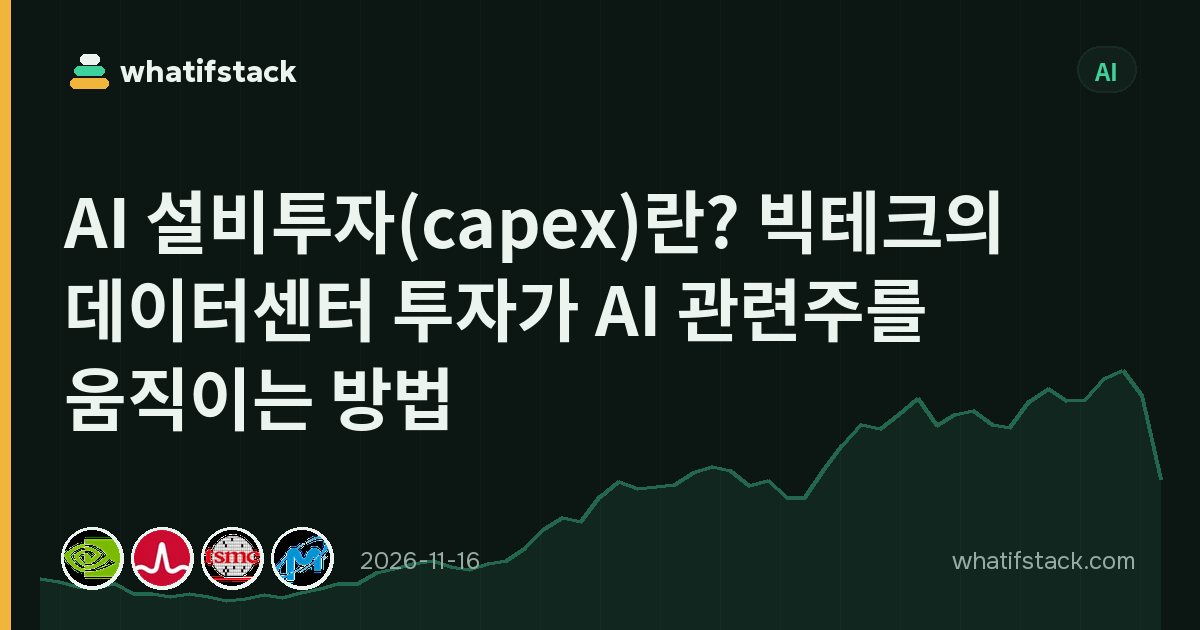 whatifstack
AI
AI 설비투자(capex)란? 빅테크의
데이터센터 투자가 AI 관련주를
움직이는 방법
tsmc
2026-11-16
whatifstack.com